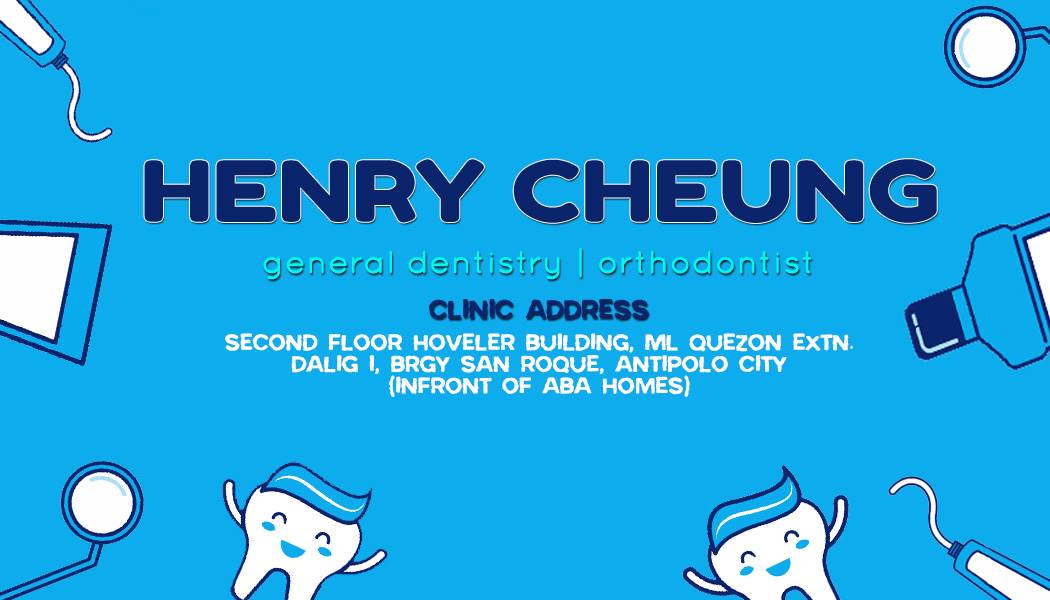 HENRY CHEUNG
general dentistry | orthodontist
CLINIC ADDRESS
SECOND FLOOR HOVELER BUILDING, ML QUEZON EXTN.
DALIG 1, BRGY SAN ROQUE, ANTIPOLO CITY
(INFRONT OF ABA HOMES)